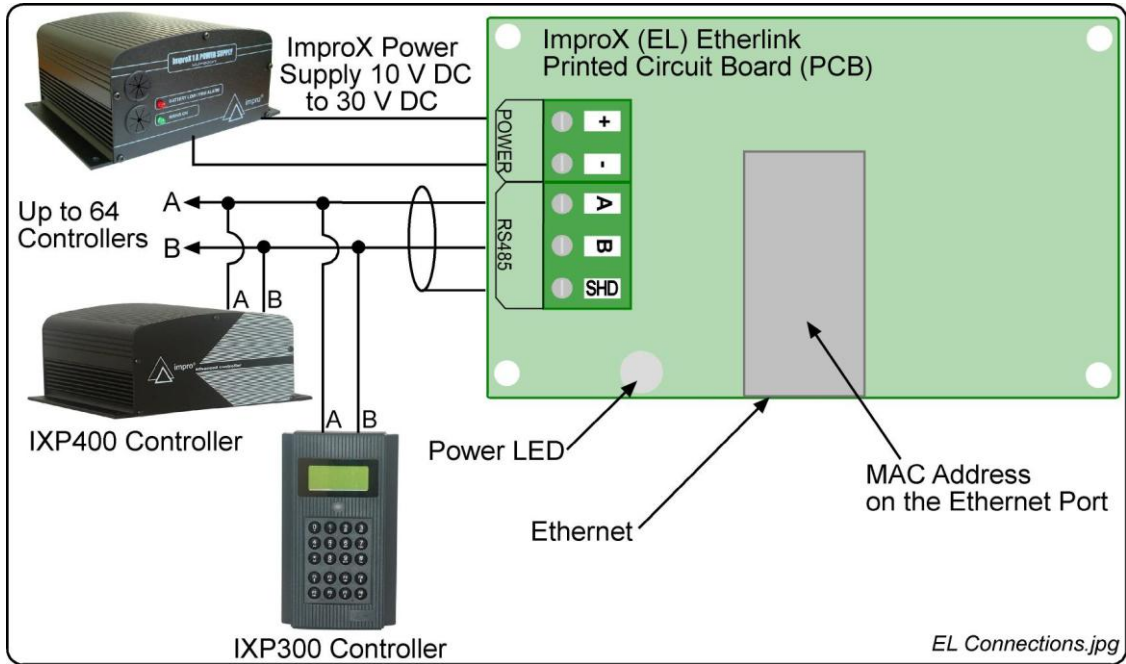 ImproX Power
Supply 10 V DC
to 30 V DC
ImproX (EL) Etherlink
Printed Circuit Board (PCB)
POWER
+
-
RS485
A
B
SHD
impro
Up to 64
Controllers
A
B
A B
impro
IXP400 Controller
A B
IXP300 Controller
Power LED
Ethernet
MAC Address
on the Ethernet Port
EL Connections.jpg